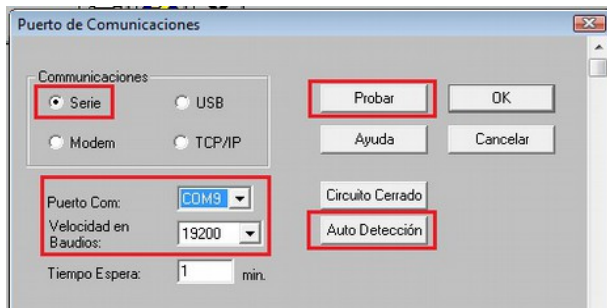 Puerto de Comunicaciones
Communicaciones
Serie
USB
Modem
TCP/IP
Probar
OK
Ayuda
Cancelar
Puerto Com:
COM9
Velocidad en
Baudios:
19200
Tiempo Espera:
1
min.
Circuito Cerrado
Auto Detección